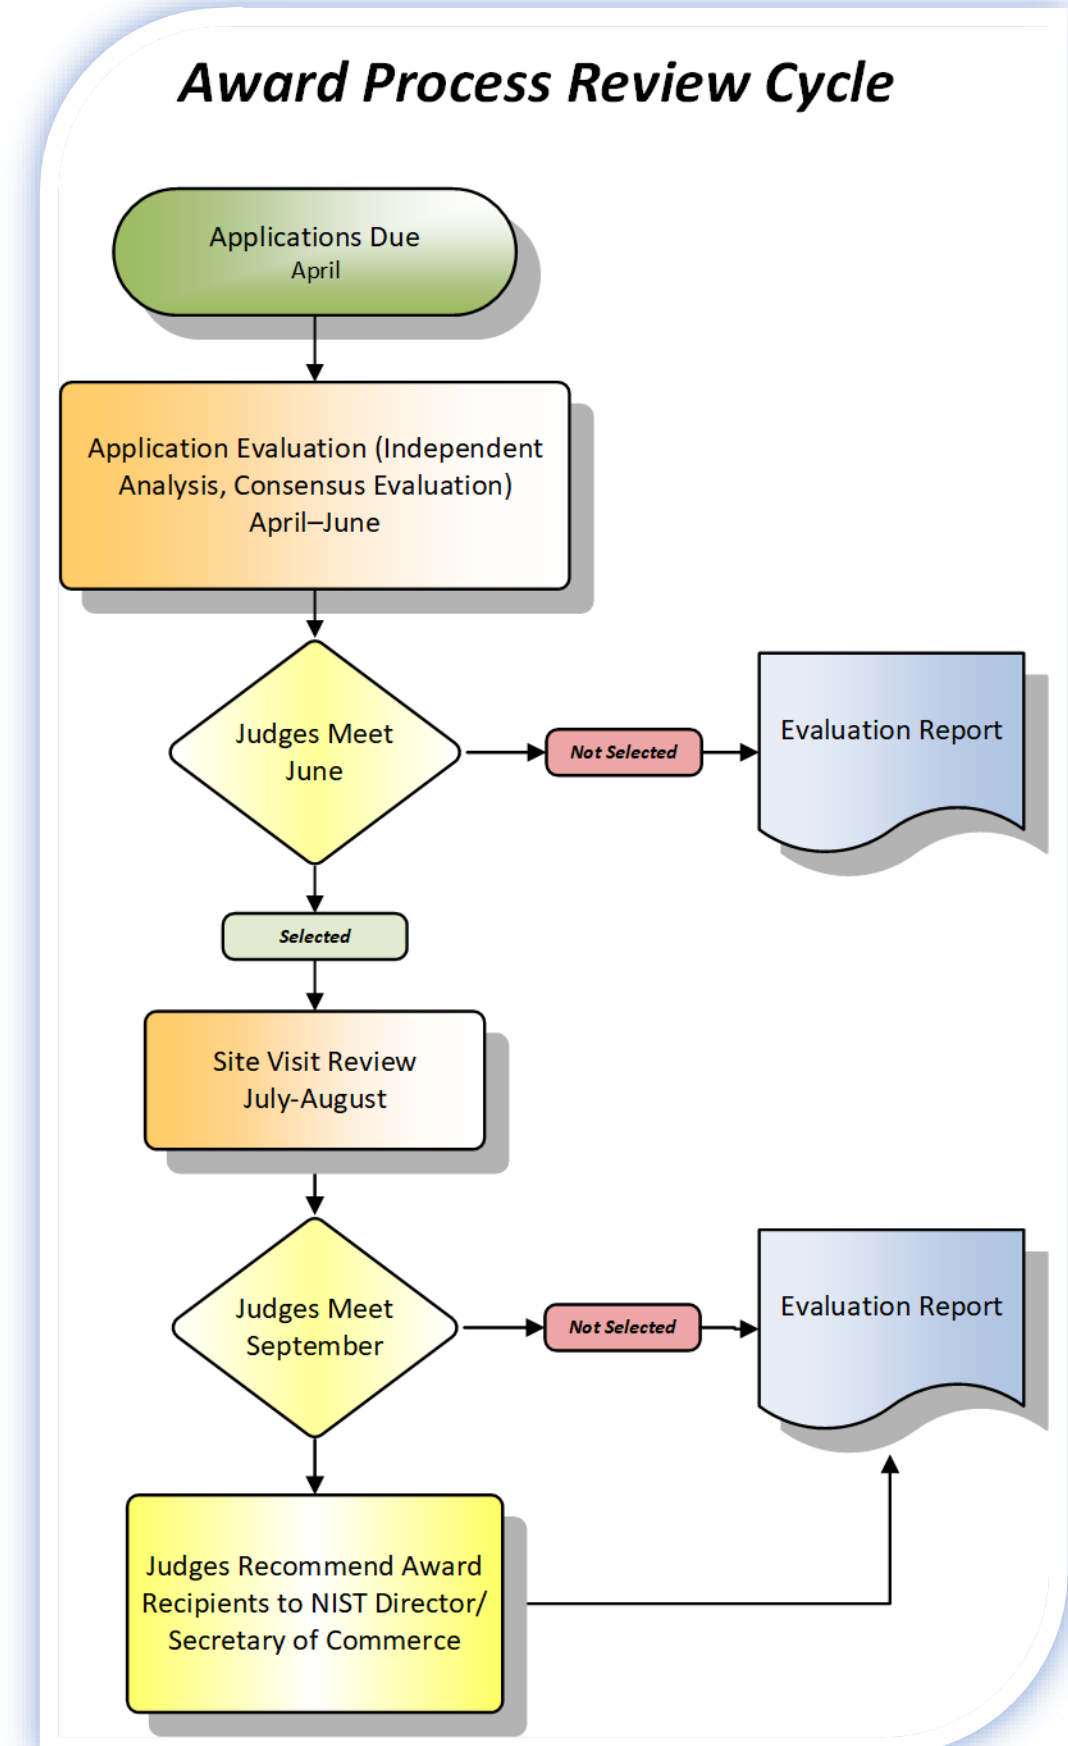 Award Process Review Cycle
Applications Due
April
Application Evaluation (Independent
Analysis, Consensus Evaluation)
April–June
Judges Meet
June
Not Selected
Evaluation Report
Selected
Site Visit Review
July-August
Judges Meet
September
Not Selected
Evaluation Report
Judges Recommend Award
Recipients to NIST Director/
Secretary of Commerce